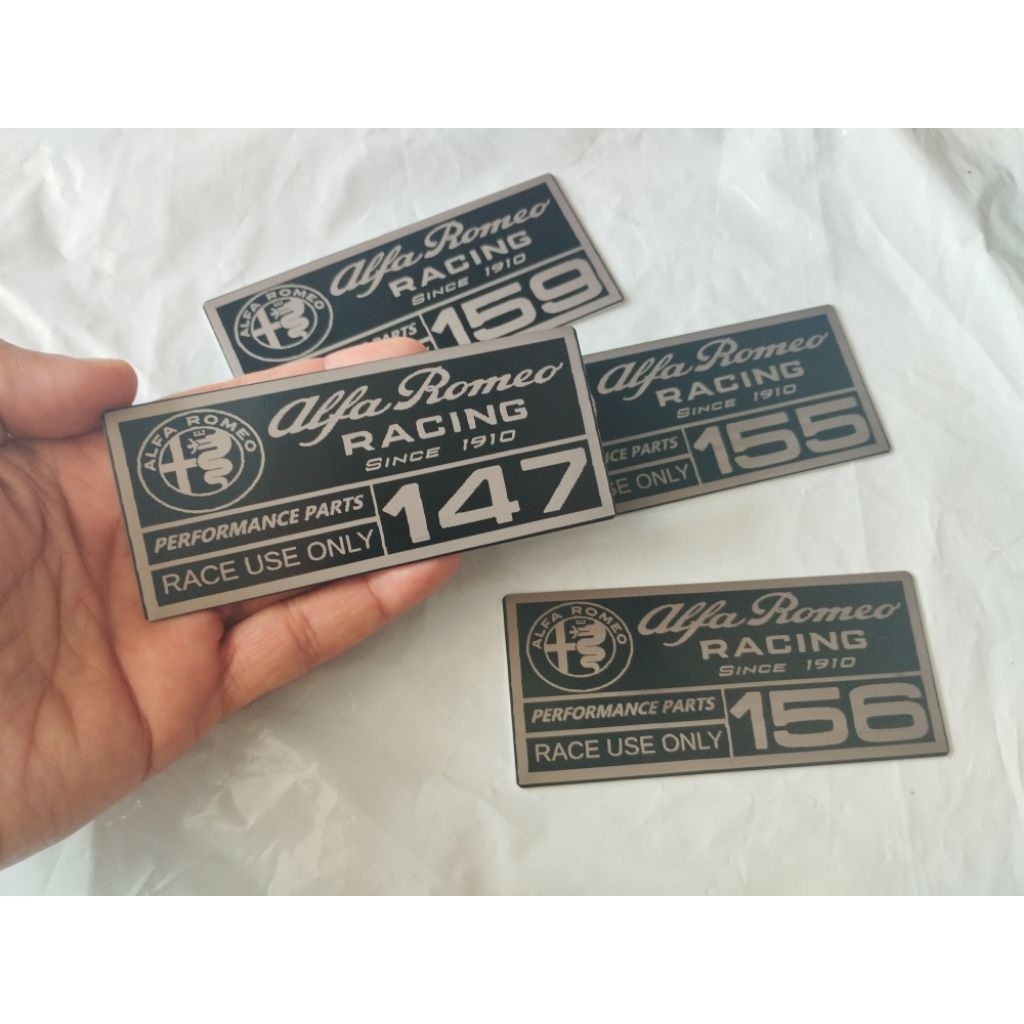 ALFA ROMEO
Alfa Romeo
RACING
SINCE 1910
PARTS
159
ALFA ROMEO
Alfa Romeo
RACING
SINCE 1910
PERFORMANCE PARTS
RACE USE ONLY
147
Alfa Romeo
RACING
SINCE 1910
PARTS
USE ONLY
155
ALFA ROMEO
Alfa Romeo
RACING
SINCE 1910
PERFORMANCE PARTS
RACE USE ONLY
156